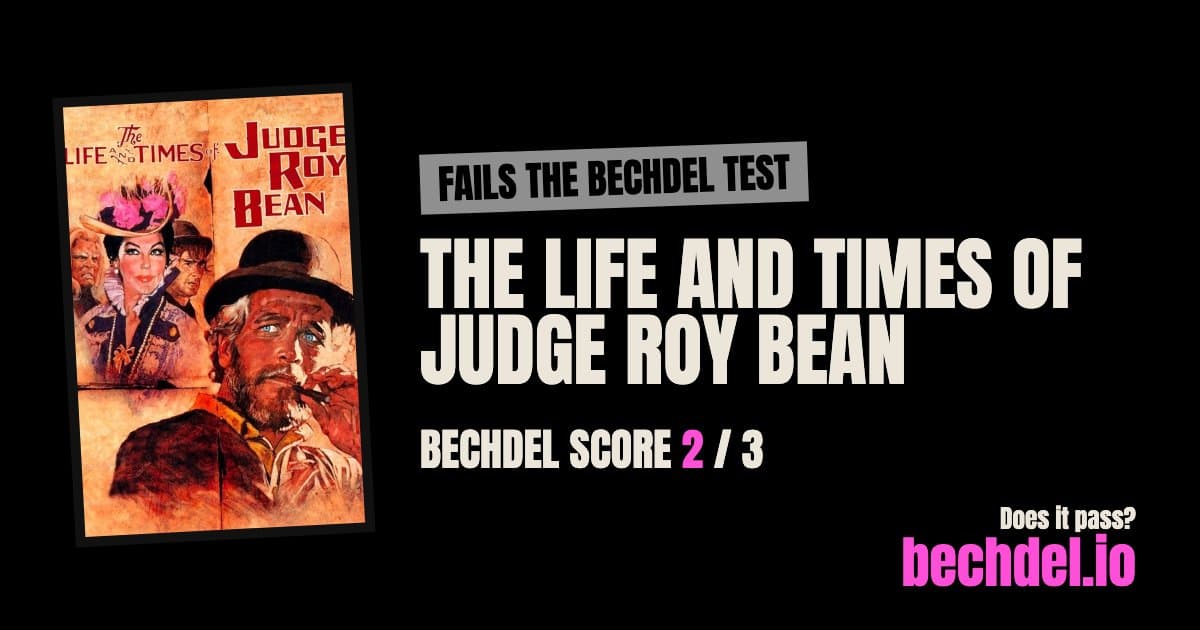 The
LIFE AND TIMES of
JUDGE
ROY
BEAN
FAILS THE BECHDEL TEST
THE LIFE AND TIMES OF
JUDGE ROY BEAN
BECHDEL SCORE 2 / 3
Does it pass?
bechdel.io